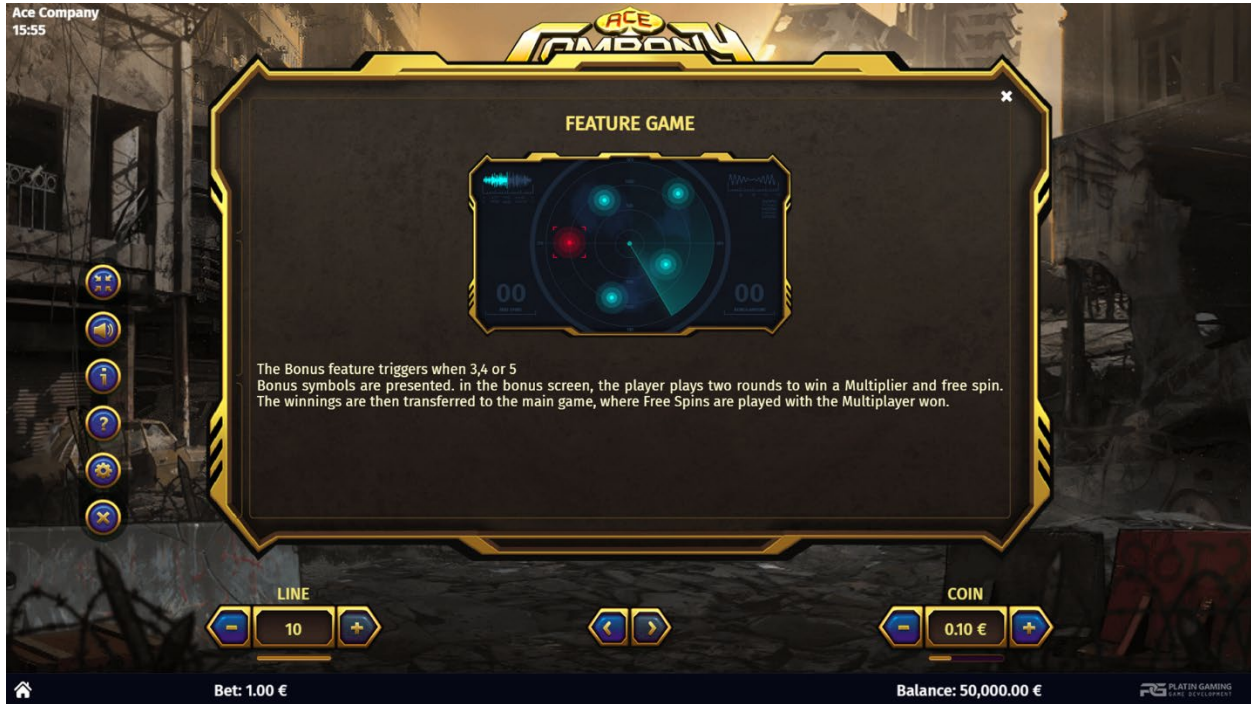 Ace Company
15:55
ACE
COMPANY
FEATURE GAME
00
00
The Bonus feature triggers when 3,4 or 5
Bonus symbols are presented. in the bonus screen, the player plays two rounds to win a Multiplier and free spin.
The winnings are then transferred to the main game, where Free Spins are played with the Multiplayer won.
LINE
10
COIN
0.10 €
Bet: 1.00 €
Balance: 50,000.00 €
PG PLATIN GAMING
GAME DEVELOPMENT